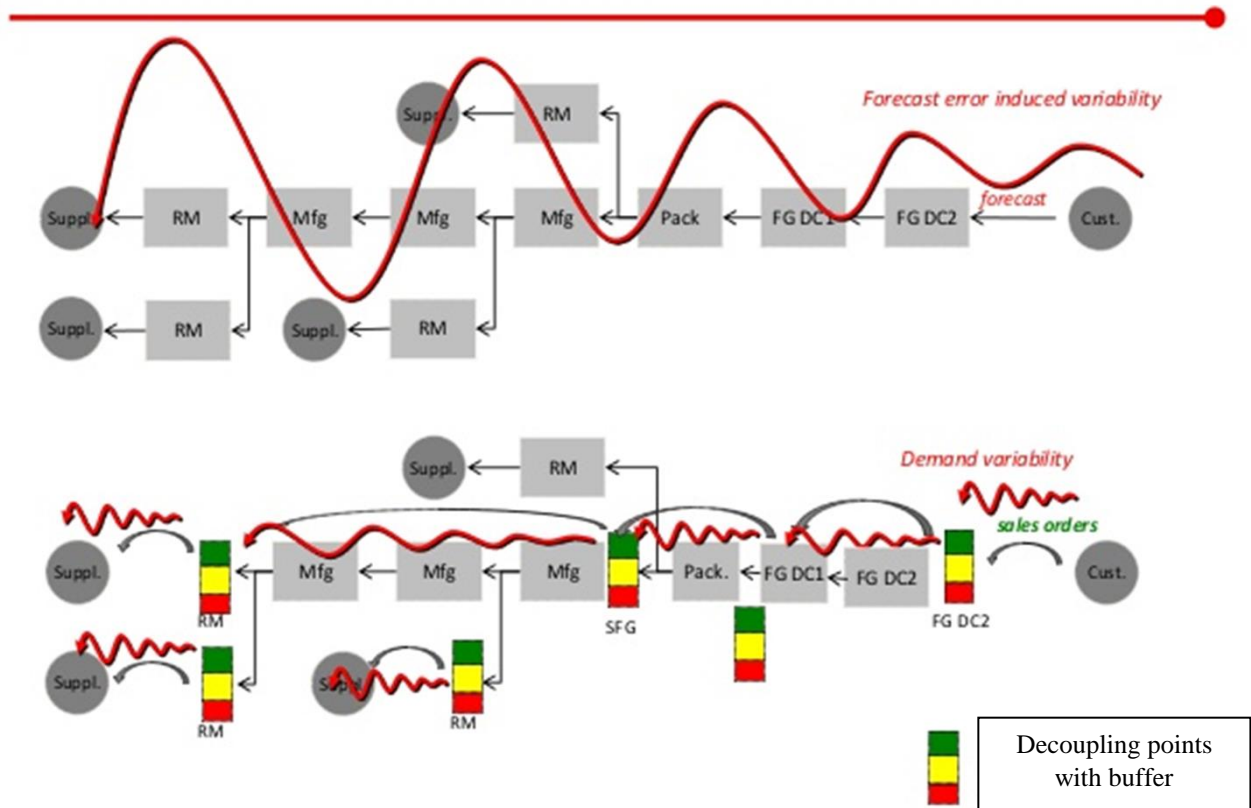 Forecast error induced variability
Suppl.
RM
Suppl.
RM
Mfg
Mfg
Mfg
Pack
FG DC1
FG DC2
forecast
Cust.
Suppl.
RM
Suppl.
RM
Suppl.
RM
Demand variability
sales orders
Suppl.
Mfg
Mfg
Mfg
Pack.
FG DC1
FG DC2
Cust.
RM
SFG
FG DC2
Suppl.
Suppl.
RM
RM
Decoupling points
with buffer